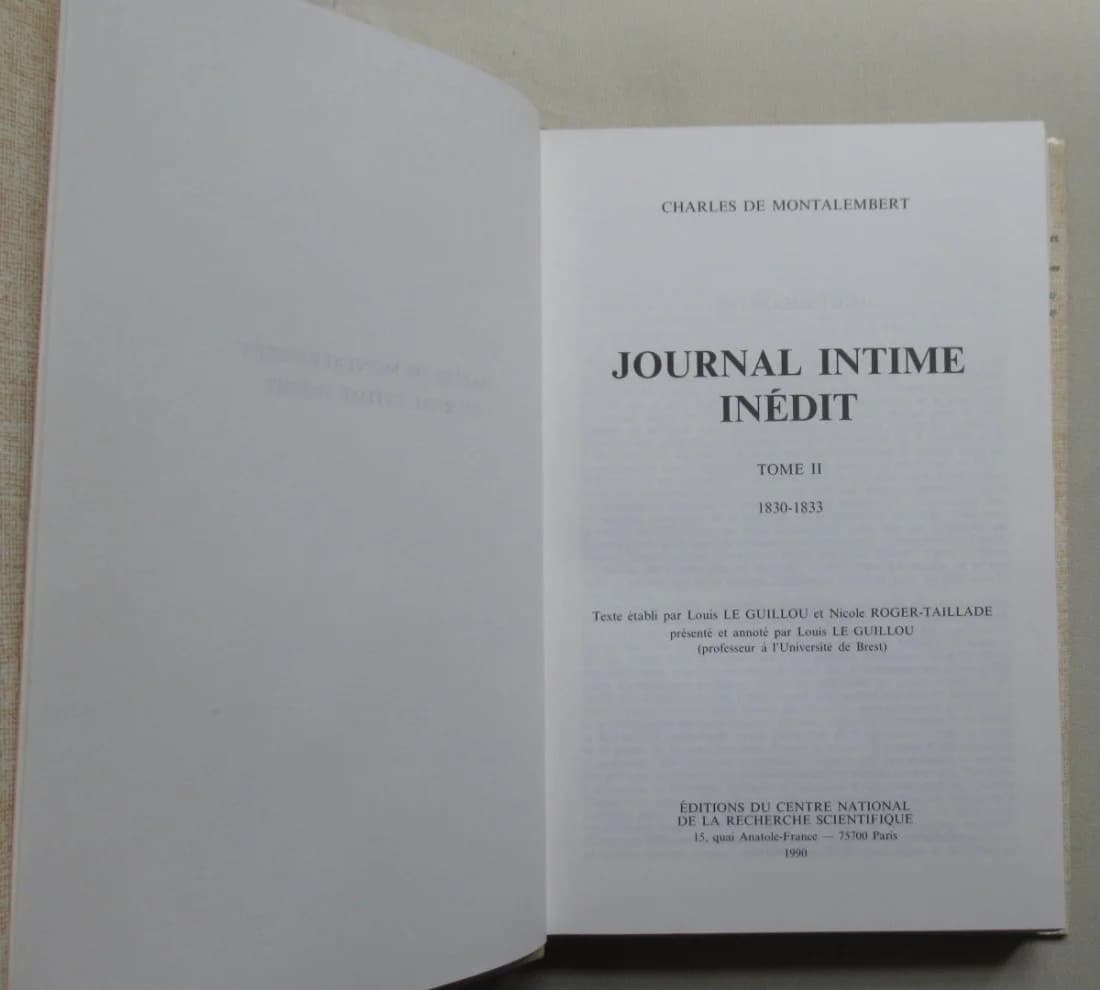 CHARLES DE MONTALEMBERT
JOURNAL INTIME
INÉDIT
TOME II
1830-1833
Texte établi par Louis LE GUILLOU et Nicole ROGER-TAILLADE
présenté et annoté par Louis LE GUILLOU
(professeur à l'Université de Brest)
ÉDITIONS DU CENTRE NATIONAL
DE LA RECHERCHE SCIENTIFIQUE
15, quai Anatole-France — 75700 Paris
1990